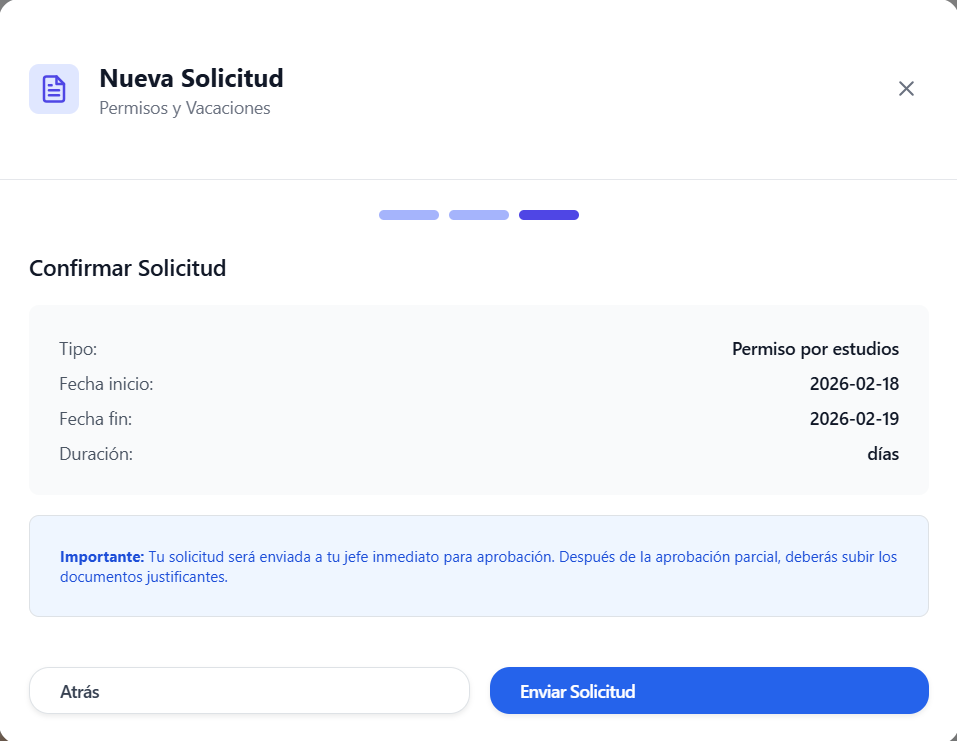 Nueva Solicitud
Permisos y Vacaciones
Confirmar Solicitud
Tipo: Permiso por estudios
Fecha inicio: 2026-02-18
Fecha fin: 2026-02-19
Duración: días
Importante: Tu solicitud será enviada a tu jefe inmediato para aprobación. Después de la aprobación parcial, deberás subir los
documentos justificantes.
Atrás Enviar Solicitud